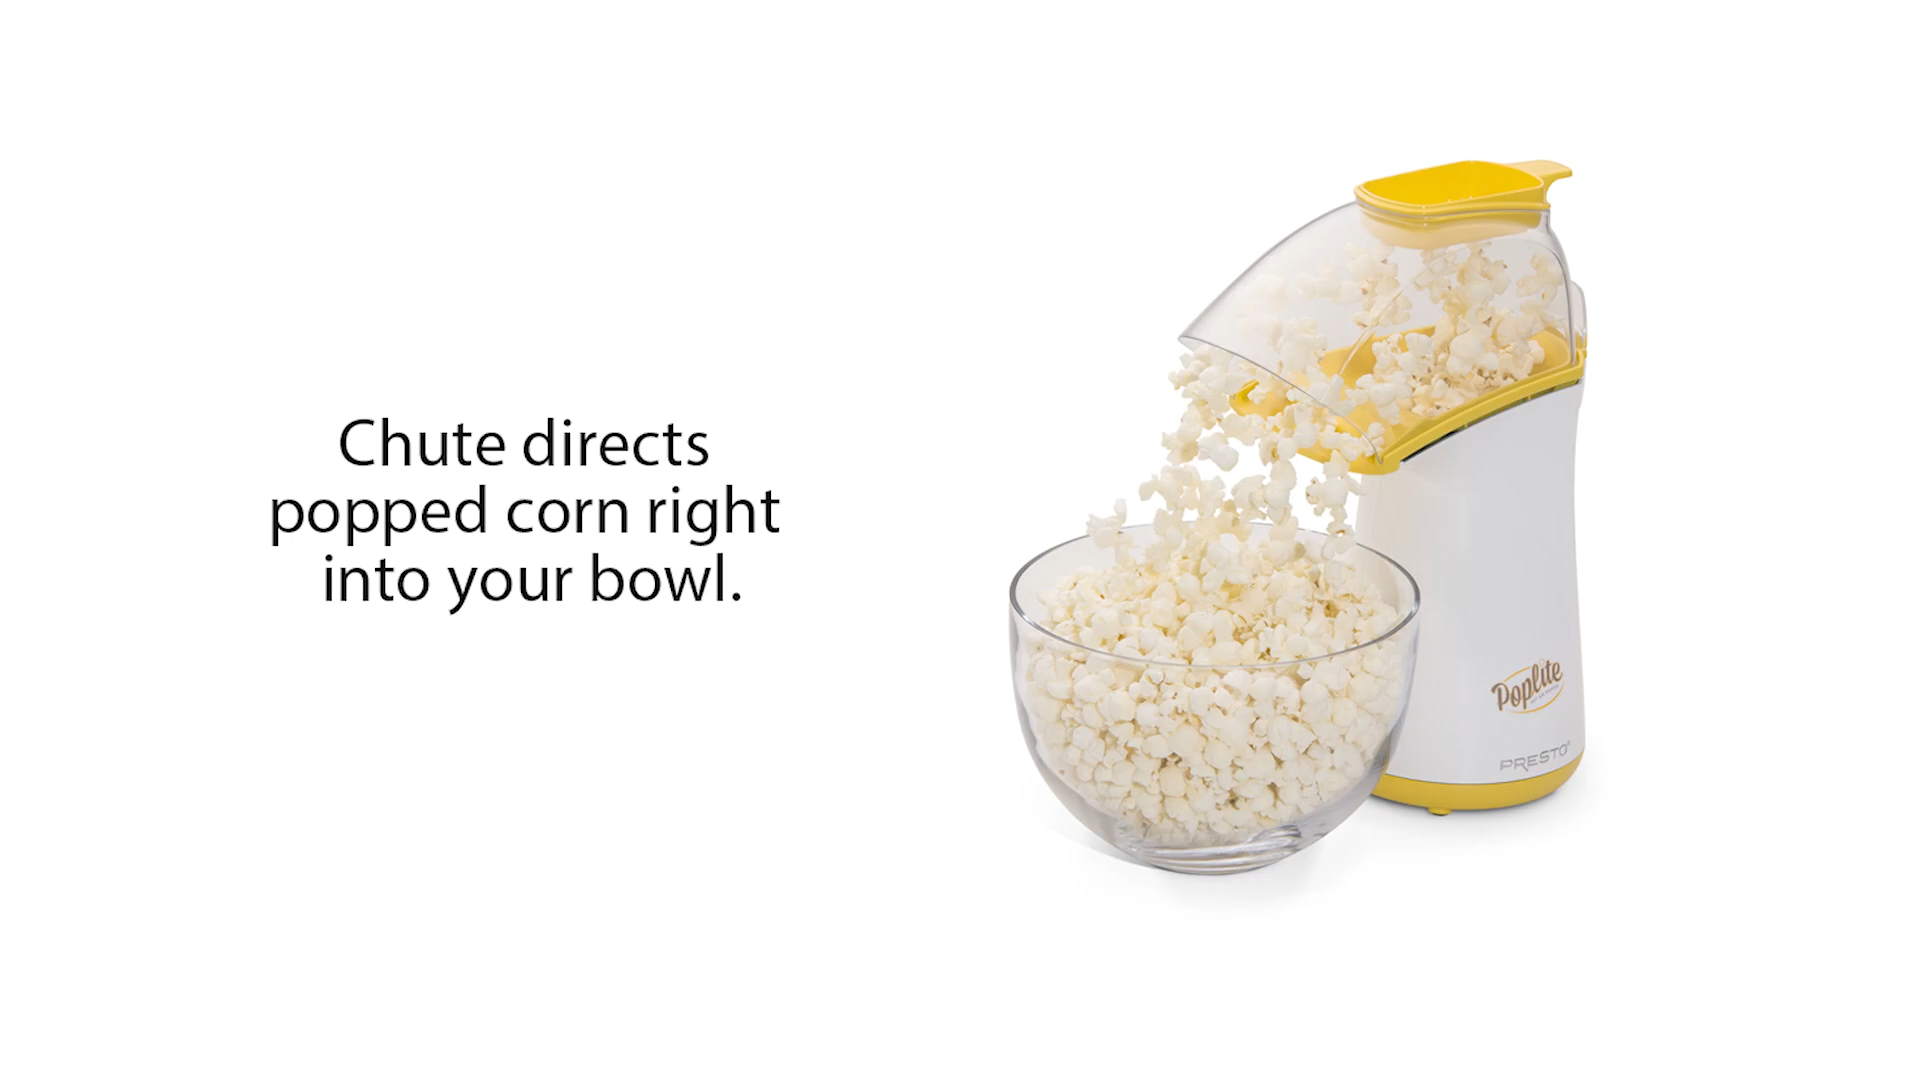 Chute directs
popped corn right
into your bowl.
Poplite
PRESTO®